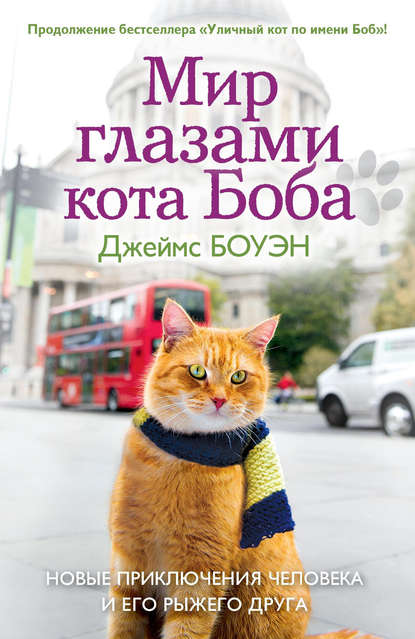 Продолжение бестселлера «Уличный кот по имени Боб»!
Мир
глазами
кота Боба
Джеймс БОУЭН
НОВЫЕ ПРИКЛЮЧЕНИЯ ЧЕЛОВЕКА
И ЕГО РЫЖЕГО ДРУГА